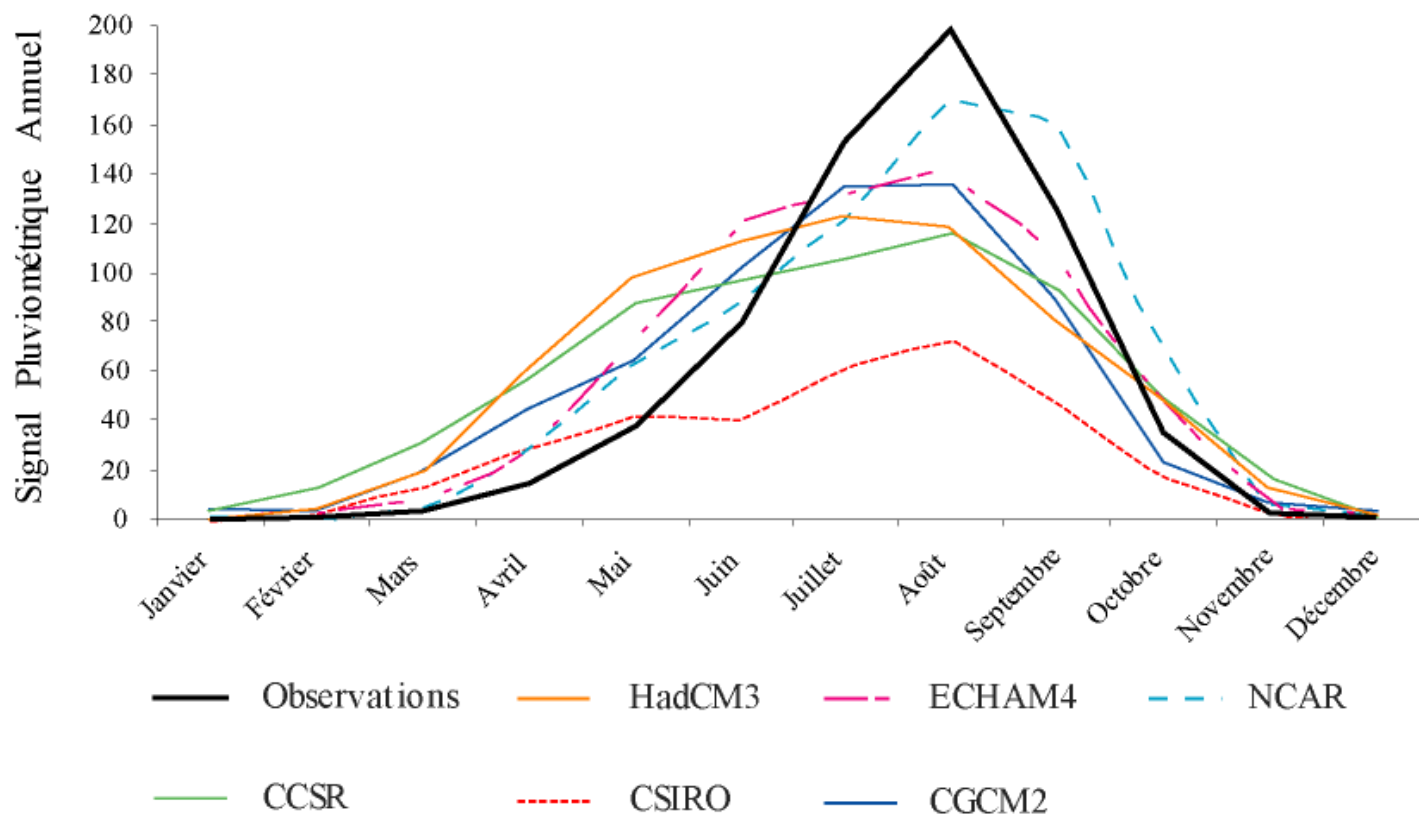 Signal Pluviométrique Annuel
200
180
160
140
120
100
80
60
40
20
0
Janvier
Février
Mars
Avril
Mai
Juin
Juillet
Août
Septembre
Octobre
Novembre
Décembre
Observations HadCM3 ECHAM4 NCAR
CCSR CSIRO CGCM2